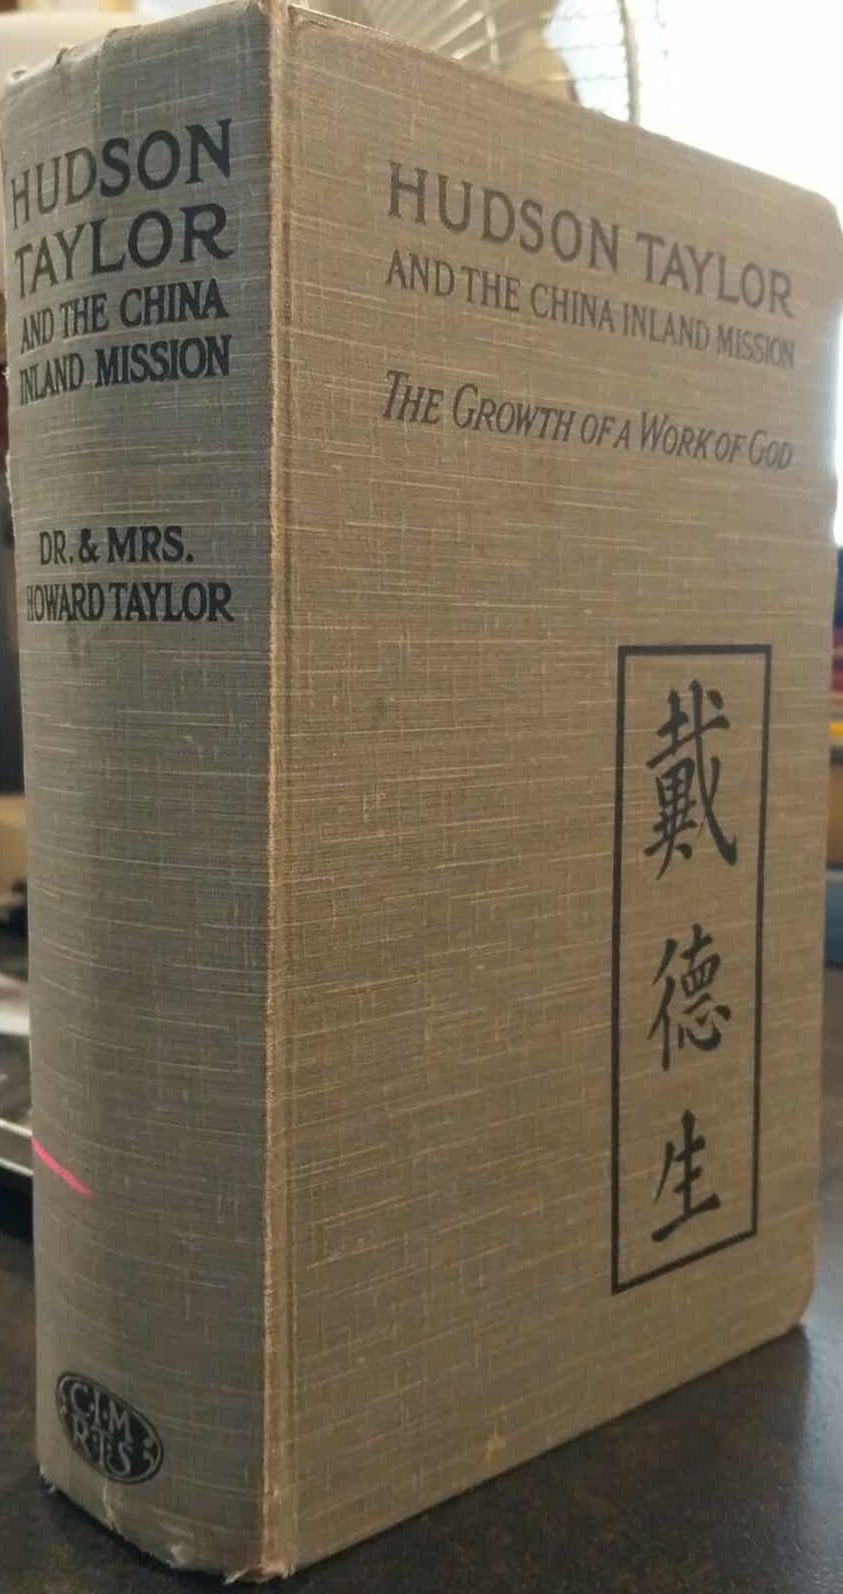 HUDSON
TAYLOR
AND THE CHINA
INLAND MISSION
DR. & MRS.
HOWARD TAYLOR
C·I·M
R·T·S
HUDSON TAYLOR
AND THE CHINA INLAND MISSION
THE GROWTH OF A WORK OF GOD
戴
德
生